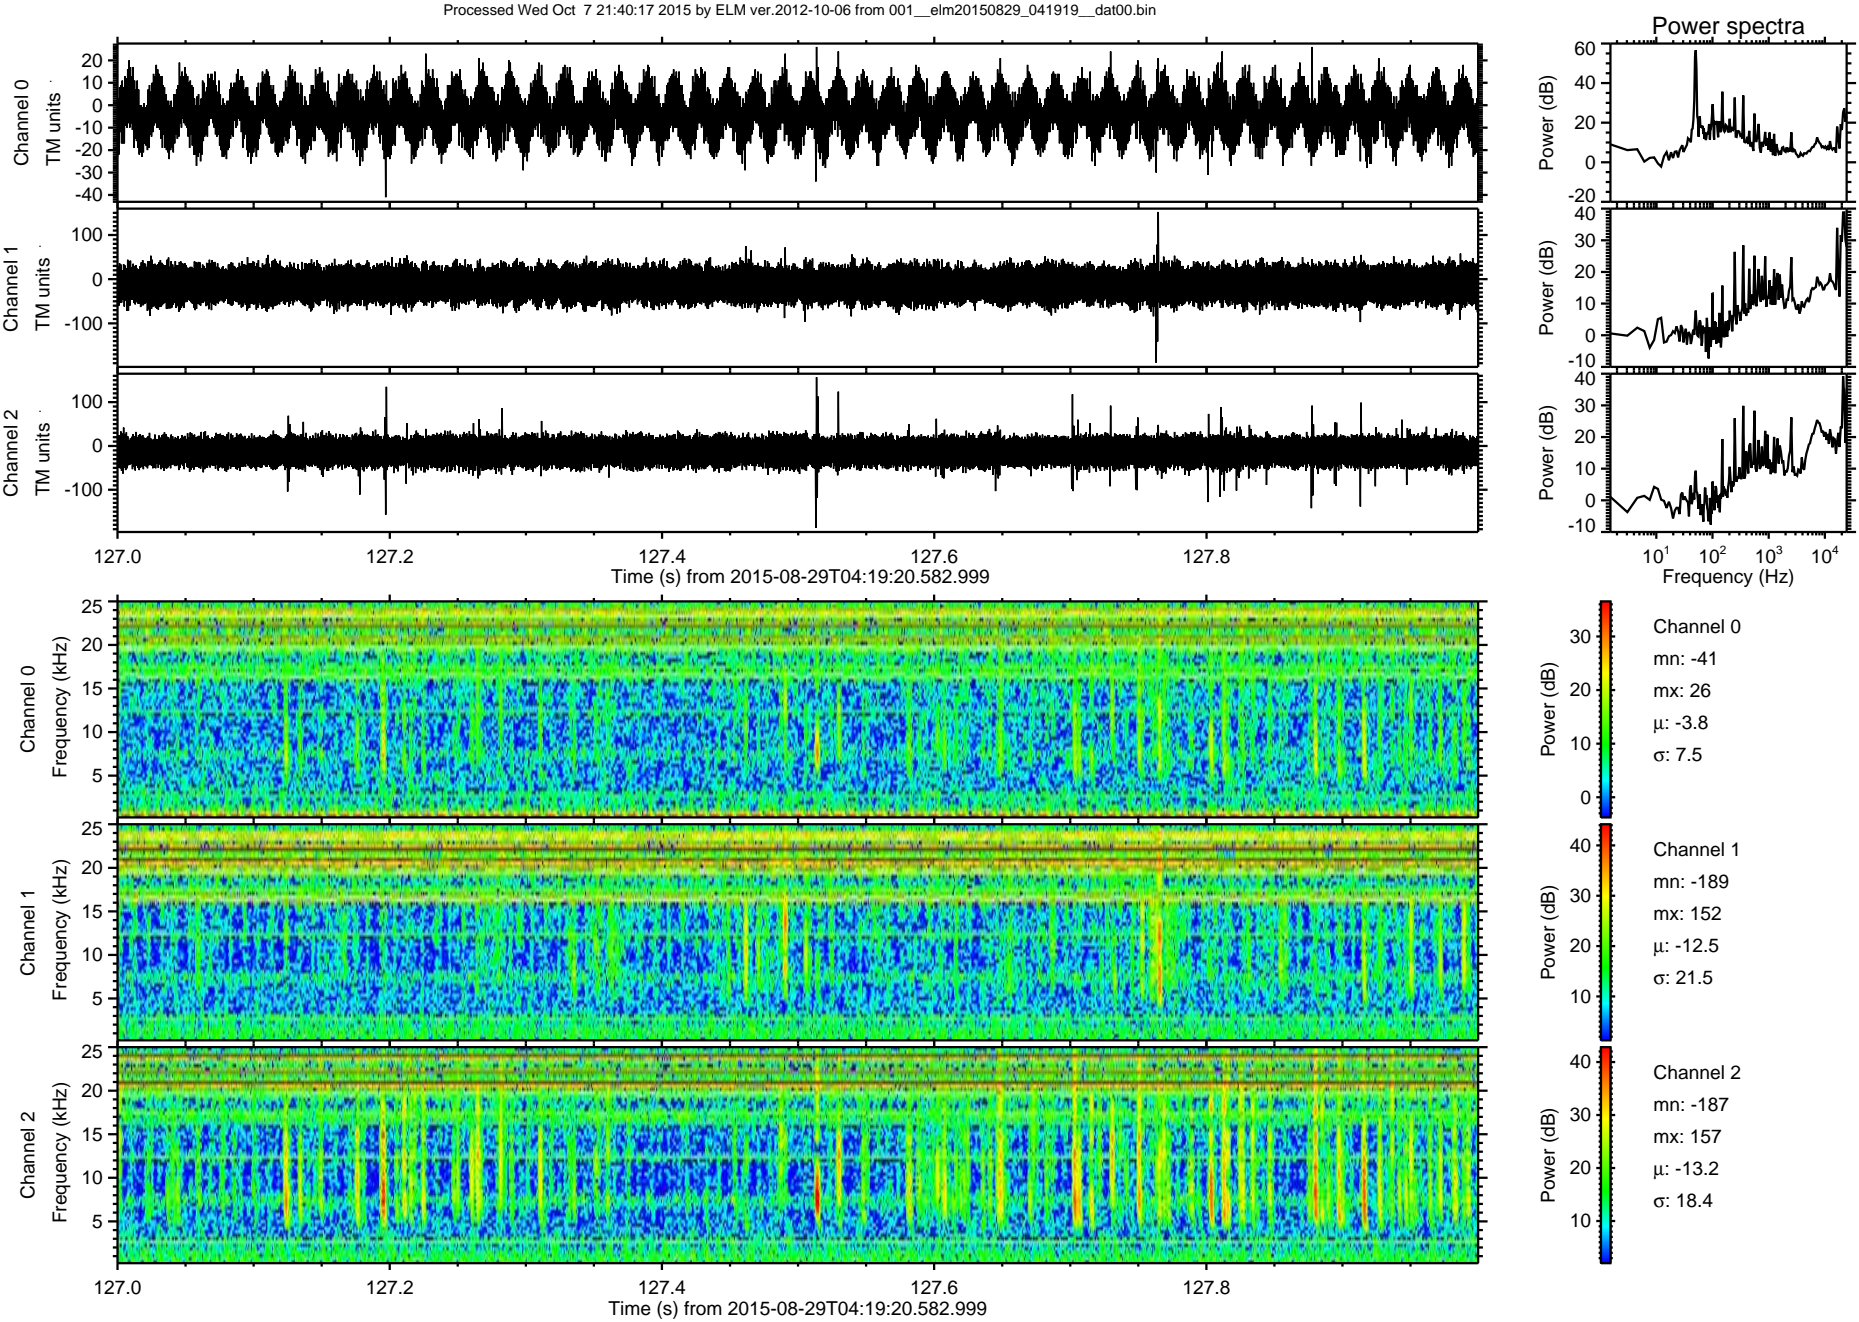 Processed Wed Oct  7 21:40:17 2015 by ELM ver.2012-10-06 from 001__elm20150829_041919__dat00.bin
Power spectra
Channel 0
TM units
20
10
0
-10
-20
-30
-40
Power (dB)
60
40
20
0
-20
Channel 1
TM units
100
0
-100
Power (dB)
40
30
20
10
0
-10
Channel 2
TM units
100
0
-100
Power (dB)
40
30
20
10
0
-10
127.0 127.2 127.4 127.6 127.8
Time (s) from 2015-08-29T04:19:20.582.999
10^1 10^2 10^3 10^4
Frequency (Hz)
Channel 0
Frequency (kHz)
25
20
15
10
5
Power (dB)
30
20
10
0
Channel 0
mn: -41
mx: 26
μ: -3.8
σ: 7.5
Channel 1
Frequency (kHz)
25
20
15
10
5
Power (dB)
40
30
20
10
Channel 1
mn: -189
mx: 152
μ: -12.5
σ: 21.5
Channel 2
Frequency (kHz)
25
20
15
10
5
Power (dB)
40
30
20
10
Channel 2
mn: -187
mx: 157
μ: -13.2
σ: 18.4
127.0 127.2 127.4 127.6 127.8
Time (s) from 2015-08-29T04:19:20.582.999